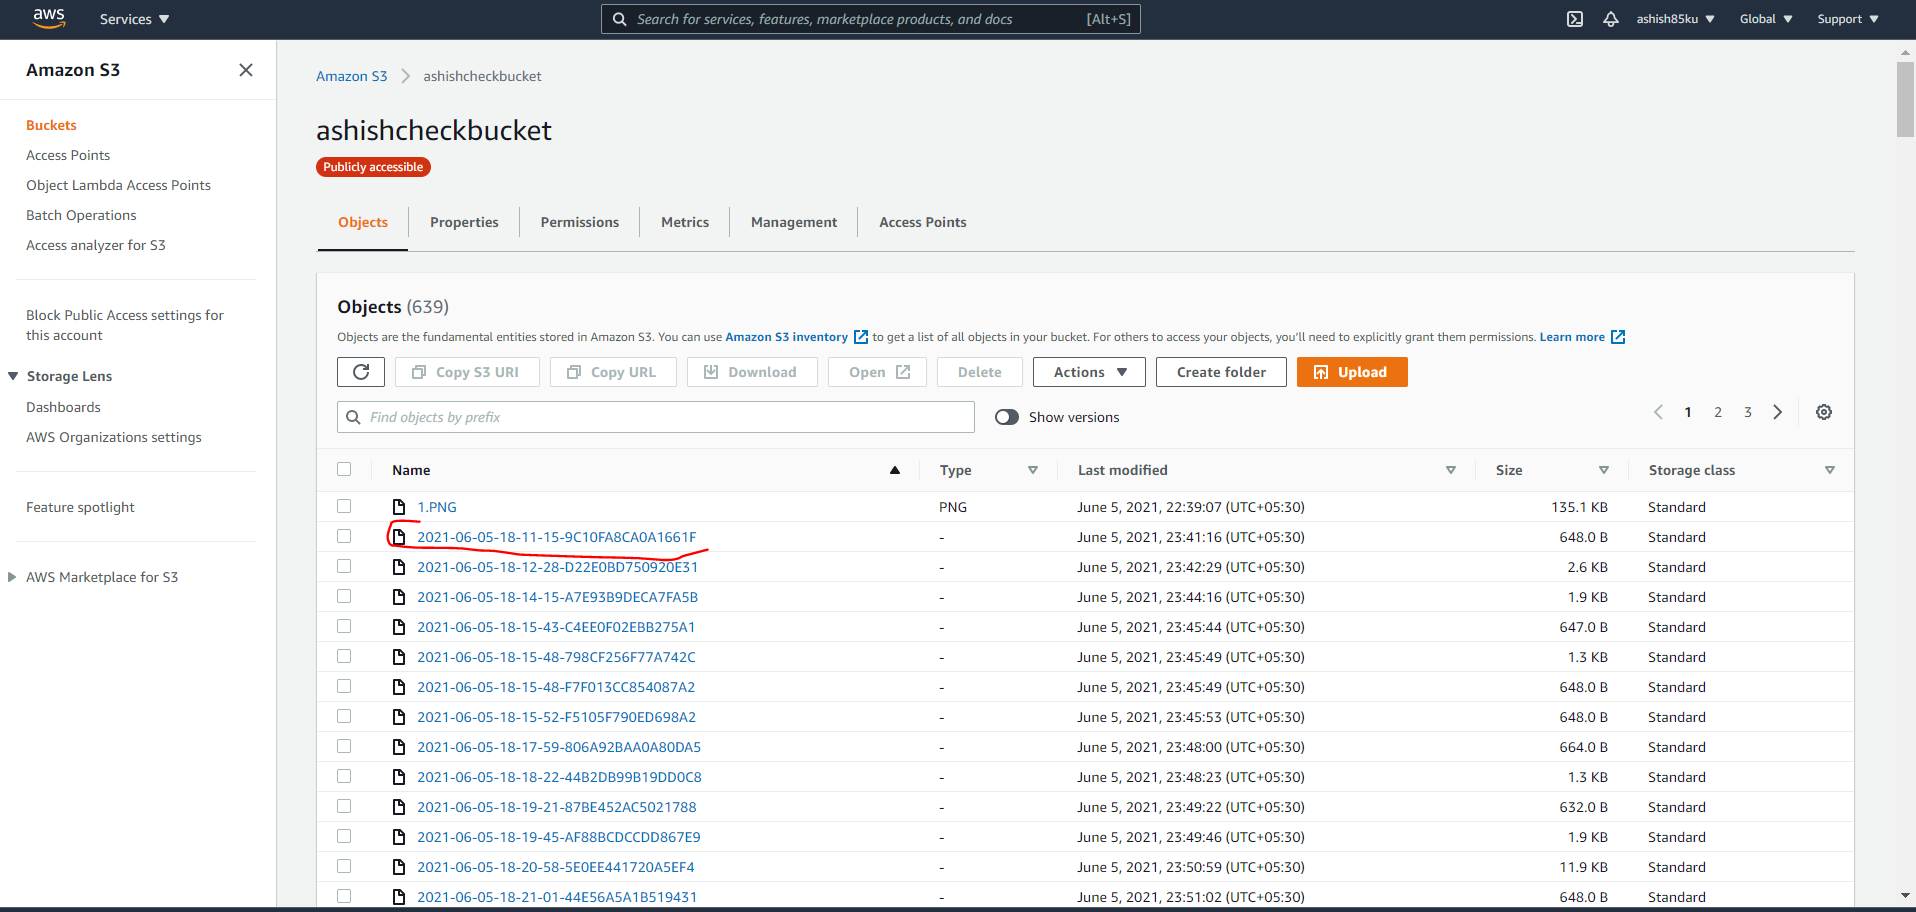 aws Services Search for services, features, marketplace products, and docs [Alt+S] ashish85ku Global Support
Amazon S3
Buckets
Access Points
Object Lambda Access Points
Batch Operations
Access analyzer for S3
Block Public Access settings for
this account
Storage Lens
Dashboards
AWS Organizations settings
Feature spotlight
AWS Marketplace for S3
Amazon S3 ashishcheckbucket
ashishcheckbucket
Publicly accessible
Objects Properties Permissions Metrics Management Access Points
Objects (639)
Objects are the fundamental entities stored in Amazon S3. You can use Amazon S3 inventory to get a list of all objects in your bucket. For others to access your objects, you'll need to explicitly grant them permissions. Learn more
Copy S3 URI Copy URL Download Open Delete Actions Create folder Upload
Find objects by prefix Show versions 1 2 3
Name Type Last modified Size Storage class
1.PNG PNG June 5, 2021, 22:39:07 (UTC+05:30) 135.1 KB Standard
2021-06-05-18-11-15-9C10FA8CA0A1661F - June 5, 2021, 23:41:16 (UTC+05:30) 648.0 B Standard
2021-06-05-18-12-28-D22E0BD750920E31 - June 5, 2021, 23:42:29 (UTC+05:30) 2.6 KB Standard
2021-06-05-18-14-15-A7E93B9DECA7FA5B - June 5, 2021, 23:44:16 (UTC+05:30) 1.9 KB Standard
2021-06-05-18-15-43-C4EE0F02EBB275A1 - June 5, 2021, 23:45:44 (UTC+05:30) 647.0 B Standard
2021-06-05-18-15-48-798CF256F77A742C - June 5, 2021, 23:45:49 (UTC+05:30) 1.3 KB Standard
2021-06-05-18-15-48-F7F013CC854087A2 - June 5, 2021, 23:45:49 (UTC+05:30) 648.0 B Standard
2021-06-05-18-15-52-F5105F790ED698A2 - June 5, 2021, 23:45:53 (UTC+05:30) 648.0 B Standard
2021-06-05-18-17-59-806A92BAA0A80DA5 - June 5, 2021, 23:48:00 (UTC+05:30) 664.0 B Standard
2021-06-05-18-18-22-44B2DB99B19DD0C8 - June 5, 2021, 23:48:23 (UTC+05:30) 1.3 KB Standard
2021-06-05-18-19-21-87BE452AC5021788 - June 5, 2021, 23:49:22 (UTC+05:30) 632.0 B Standard
2021-06-05-18-19-45-AF88BCDCCDD867E9 - June 5, 2021, 23:49:46 (UTC+05:30) 1.9 KB Standard
2021-06-05-18-20-58-5E0EE441720A5EF4 - June 5, 2021, 23:50:59 (UTC+05:30) 11.9 KB Standard
2021-06-05-18-21-01-44E56A5A1B519431 - June 5, 2021, 23:51:02 (UTC+05:30) 648.0 B Standard